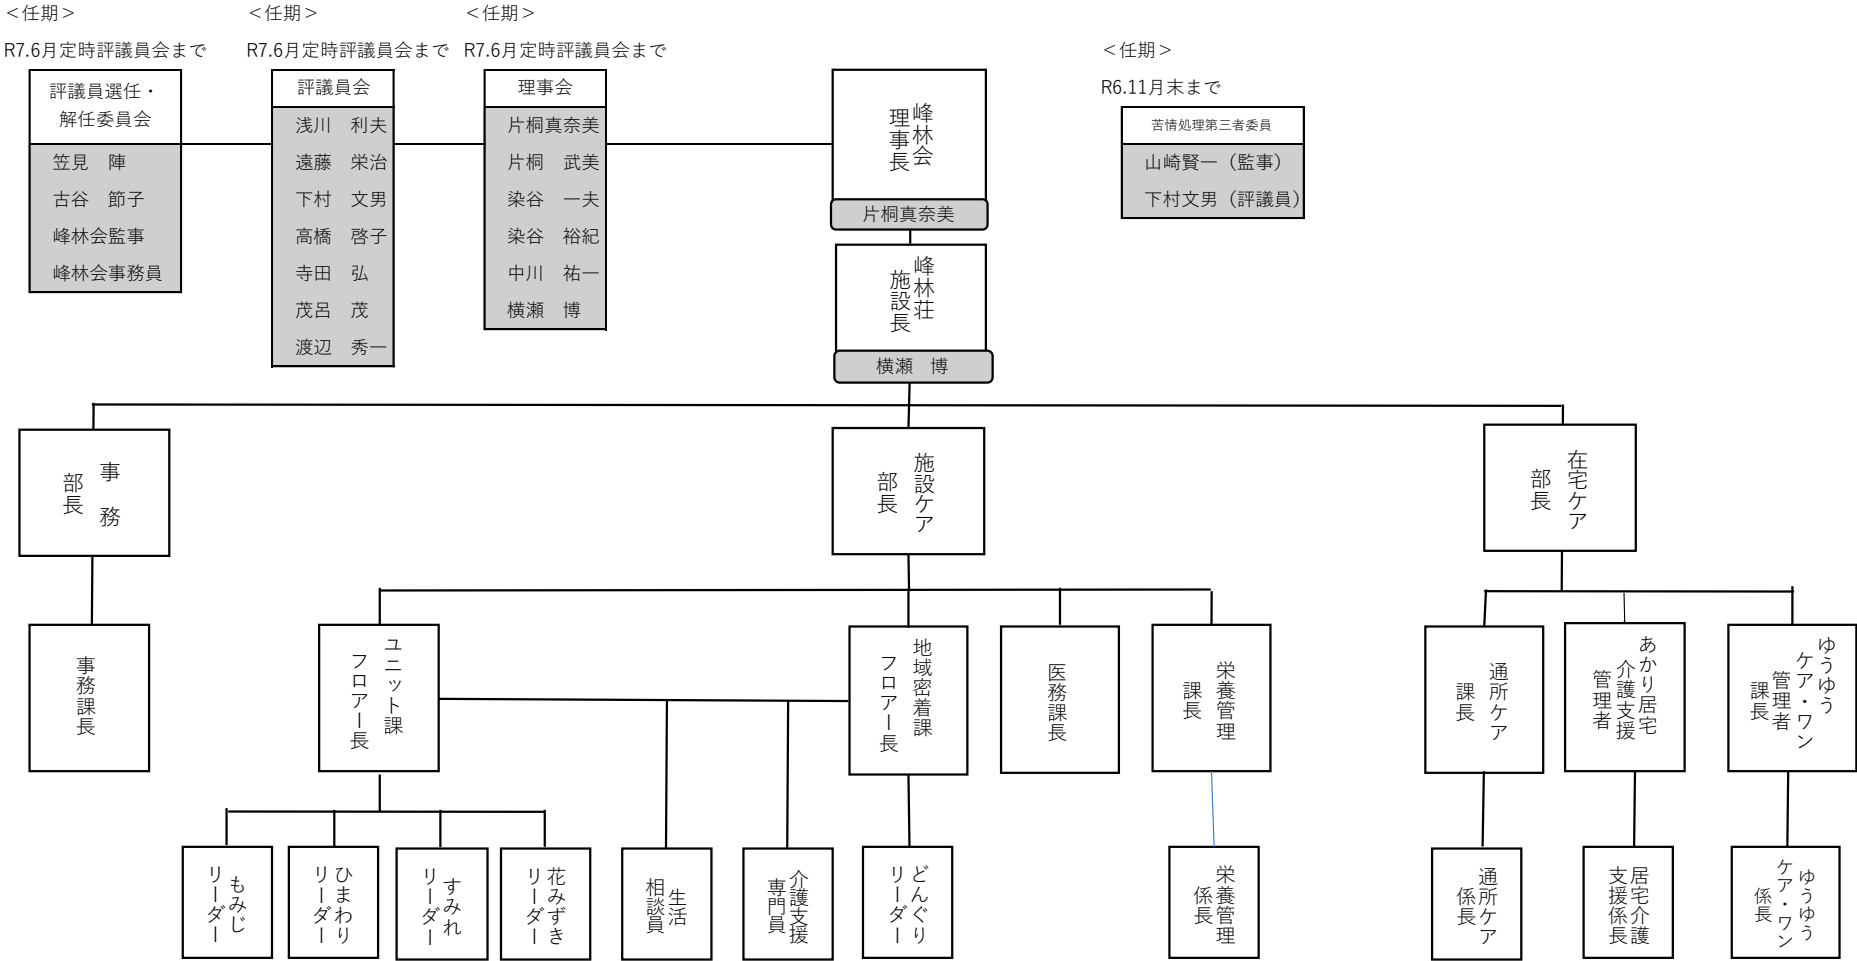 ＜任期＞
R7.6月定時評議員会まで
評議員選任・
解任委員会
笠見　陣
古谷　節子
峰林会監事
峰林会事務員
＜任期＞
R7.6月定時評議員会まで
評議員会
浅川　利夫
遠藤　栄治
下村　文男
高橋　啓子
寺田　弘
茂呂　茂
渡辺　秀一
＜任期＞
R7.6月定時評議員会まで
理事会
片桐真奈美
片桐　武美
染谷　一夫
染谷　裕紀
中川　祐一
横瀬　博
峰林会
理事長
片桐真奈美
峰林荘
施設長
横瀬　博
＜任期＞
R6.11月末まで
苦情処理第三者委員
山崎賢一（監事）
下村文男（評議員）
事　務
部長
施設ケア
部長
在宅ケア
部長
事務課長
ユニット課
フロアー長
地域密着課
フロアー長
医務課長
栄養管理
課長
通所ケア
課長
あかり居宅
介護支援
管理者
ゆうゆう
ケア・ワン
管理者
課長
もみじ
リーダー
ひまわり
リーダー
すみれ
リーダー
花みずき
リーダー
生活
相談員
介護支援
専門員
どんぐり
リーダー
栄養管理
係長
通所ケア
係長
居宅介護
支援係長
ゆうゆう
ケア・ワン
係長